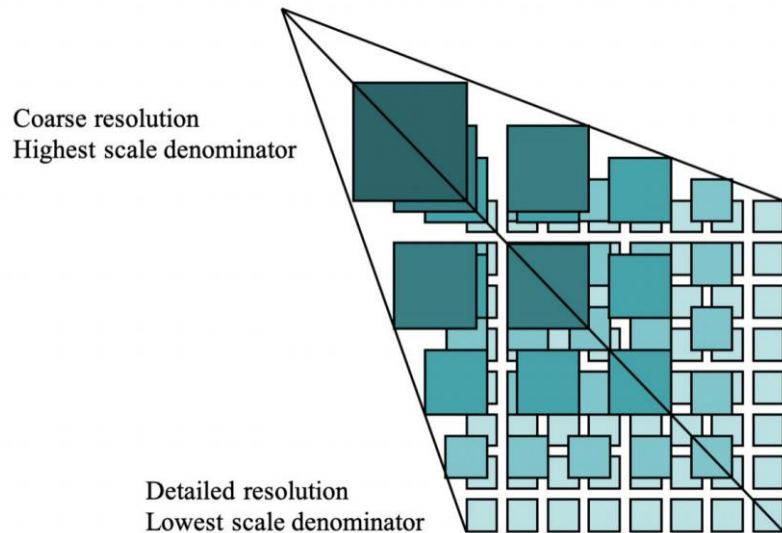 Coarse resolution
Highest scale denominator
Detailed resolution
Lowest scale denominator